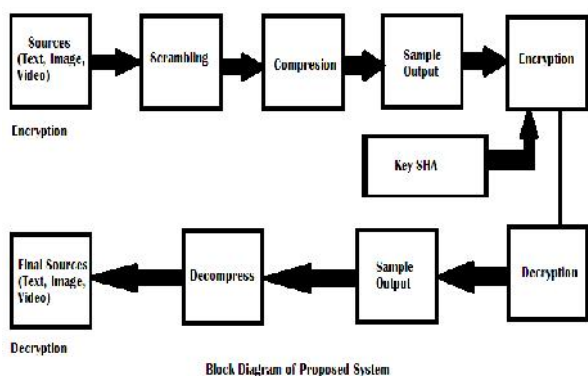 Sources
(Text, Image,
Video)
Scrambling
Compresion
Sample
Output
Encryption
Encryption
Key SHA
Final Sources
(Text, Image,
Video)
Decompress
Sample
Output
Decryption
Decryption
Block Diagram of Proposed System